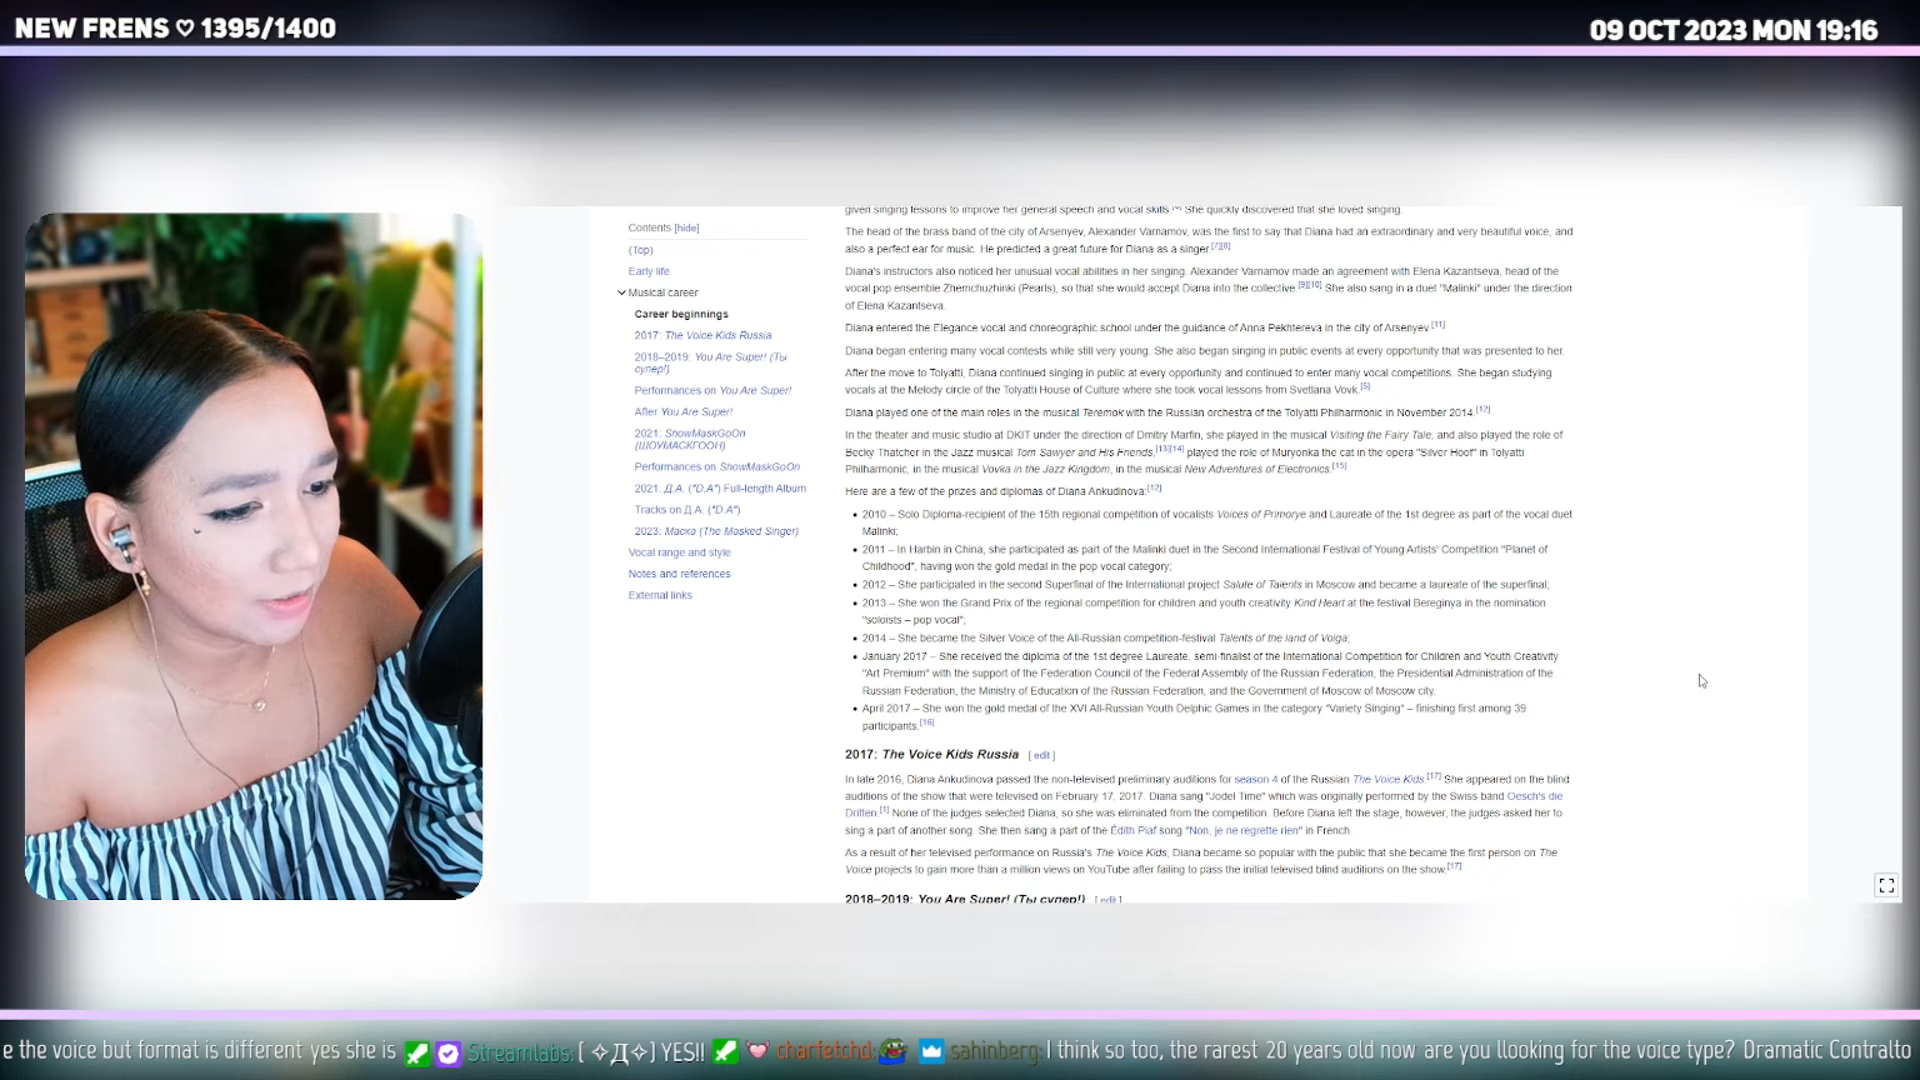 NEW FRENS ♡ 1395/1400
09 OCT 2023 MON 19:16
Contents [hide]
(Top)
Early life
Musical career
Career beginnings
2017: The Voice Kids Russia
2018–2019: You Are Super! (Ты
супер!)
Performances on You Are Super!
After You Are Super!
2021: ShowMaskGoOn
(ШОУМАСКГООН)
Performances on ShowMaskGoOn
2021: Д.А. ("D.A") Full-length Album
Tracks on Д.А. ("D.A")
2023: Маска (The Masked Singer)
Vocal range and style
Notes and references
External links
given singing lessons to improve her general speech and vocal skills. She quickly discovered that she loved singing.
The head of the brass band of the city of Arsenyev, Alexander Varnamov, was the first to say that Diana had an extraordinary and very beautiful voice, and
also a perfect ear for music. He predicted a great future for Diana as a singer.[7][8]
Diana's instructors also noticed her unusual vocal abilities in her singing. Alexander Varnamov made an agreement with Elena Kazantseva, head of the
vocal pop ensemble Zhemchuzhinki (Pearls), so that she would accept Diana into the collective.[9][10] She also sang in a duet "Malinki" under the direction
of Elena Kazantseva.
Diana entered the Elegance vocal and choreographic school under the guidance of Anna Pekhtereva in the city of Arsenyev.[11]
Diana began entering many vocal contests while still very young. She also began singing in public events at every opportunity that was presented to her.
After the move to Tolyatti, Diana continued singing in public at every opportunity and continued to enter many vocal competitions. She began studying
vocals at the Melody circle of the Tolyatti House of Culture where she took vocal lessons from Svetlana Vovk.[5]
Diana played one of the main roles in the musical Teremok with the Russian orchestra of the Tolyatti Philharmonic in November 2014.[12]
In the theater and music studio at DKIT under the direction of Dmitry Marfin, she played in the musical Visiting the Fairy Tale, and also played the role of
Becky Thatcher in the Jazz musical Tom Sawyer and His Friends,[13][14] played the role of Muryonka the cat in the opera "Silver Hoof" in Tolyatti
Philharmonic, in the musical Vovka in the Jazz Kingdom, in the musical New Adventures of Electronics.[15]
Here are a few of the prizes and diplomas of Diana Ankudinova:[12]
• 2010 – Solo Diploma-recipient of the 15th regional competition of vocalists Voices of Primorye and Laureate of the 1st degree as part of the vocal duet
Malinki;
• 2011 – In Harbin in China, she participated as part of the Malinki duet in the Second International Festival of Young Artists' Competition "Planet of
Childhood", having won the gold medal in the pop vocal category;
• 2012 – She participated in the second Superfinal of the International project Salute of Talents in Moscow and became a laureate of the superfinal;
• 2013 – She won the Grand Prix of the regional competition for children and youth creativity Kind Heart at the festival Bereginya in the nomination
"soloists – pop vocal";
• 2014 – She became the Silver Voice of the All-Russian competition-festival Talents of the land of Volga;
• January 2017 – She received the diploma of the 1st degree Laureate, semi-finalist of the International Competition for Children and Youth Creativity
"Art Premium" with the support of the Federation Council of the Federal Assembly of the Russian Federation, the Presidential Administration of the
Russian Federation, the Ministry of Education of the Russian Federation, and the Government of Moscow of Moscow city.
• April 2017 – She won the gold medal of the XVI All-Russian Youth Delphic Games in the category "Variety Singing" – finishing first among 39
participants.[16]
2017: The Voice Kids Russia [ edit ]
In late 2016, Diana Ankudinova passed the non-televised preliminary auditions for season 4 of the Russian The Voice Kids.[17] She appeared on the blind
auditions of the show that were televised on February 17, 2017. Diana sang "Jodel Time" which was originally performed by the Swiss band Oesch's die
Dritten.[1] None of the judges selected Diana, so she was eliminated from the competition. Before Diana left the stage, however, the judges asked her to
sing a part of another song. She then sang a part of the Édith Piaf song "Non, je ne regrette rien" in French.
As a result of her televised performance on Russia's The Voice Kids, Diana became so popular with the public that she became the first person on The
Voice projects to gain more than a million views on YouTube after failing to pass the initial televised blind auditions on the show.[17]
2018–2019: You Are Super! (Ты супер!) [ edit ]
e the voice but format is different yes she is Streamlabs: ( ✧Д✧) YES!! charfetchd: sahinberg: I think so too, the rarest 20 years old now are you llooking for the voice type? Dramatic Contralto